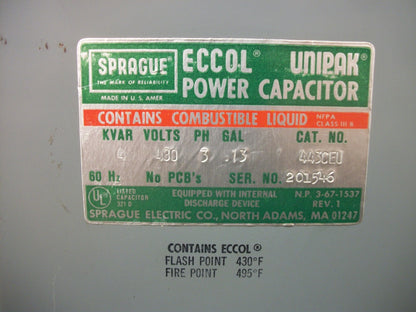 SPRAGUE®
THE MARK OF RELIABILITY
MADE IN U.S. AMER.
ECCOL® UNIPAK®
POWER CAPACITOR
CONTAINS COMBUSTIBLE LIQUID NFPA CLASS III B
KVAR VOLTS PH GAL CAT. NO.
4 480 3 .13 443CEU
60 Hz No PCB's SER. NO. 201546
UL LISTED CAPACITOR 321 D
EQUIPPED WITH INTERNAL DISCHARGE DEVICE
N.P. 3-67-1537
REV. 1
SPRAGUE ELECTRIC CO., NORTH ADAMS, MA 01247
CONTAINS ECCOL®
FLASH POINT 430°F
FIRE POINT 495°F